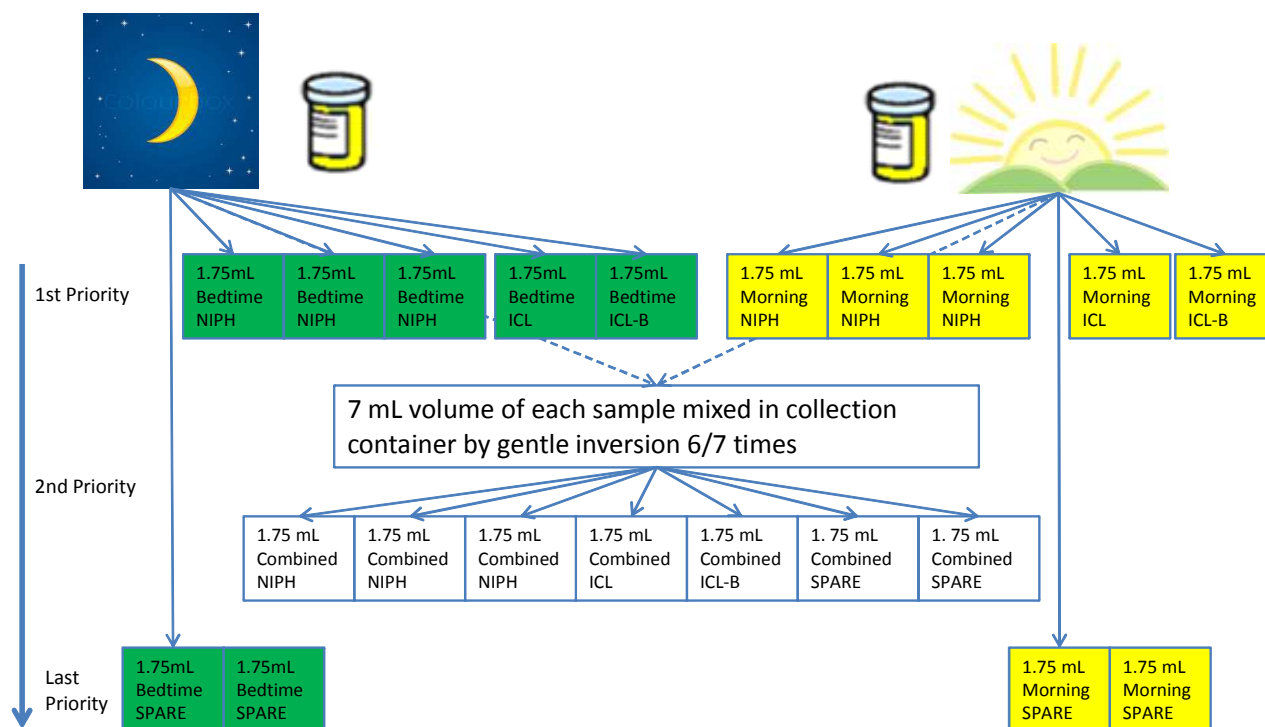 COLOURBOX
1st Priority
1.75mL
Bedtime
NIPH
1.75mL
Bedtime
NIPH
1.75mL
Bedtime
NIPH
1.75mL
Bedtime
ICL
1.75mL
Bedtime
ICL-B
1.75 mL
Morning
NIPH
1.75 mL
Morning
NIPH
1.75 mL
Morning
NIPH
1.75 mL
Morning
ICL
1.75 mL
Morning
ICL-B
7 mL volume of each sample mixed in collection
container by gentle inversion 6/7 times
2nd Priority
1.75 mL
Combined
NIPH
1.75 mL
Combined
NIPH
1.75 mL
Combined
NIPH
1.75 mL
Combined
ICL
1.75 mL
Combined
ICL-B
1. 75 mL
Combined
SPARE
1. 75 mL
Combined
SPARE
Last
Priority
1.75mL
Bedtime
SPARE
1.75mL
Bedtime
SPARE
1.75 mL
Morning
SPARE
1.75 mL
Morning
SPARE